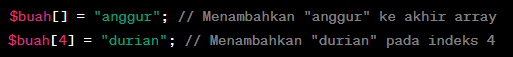 $buah[] = "anggur"; // Menambahkan "anggur" ke akhir array
$buah[4] = "durian"; // Menambahkan "durian" pada indeks 4